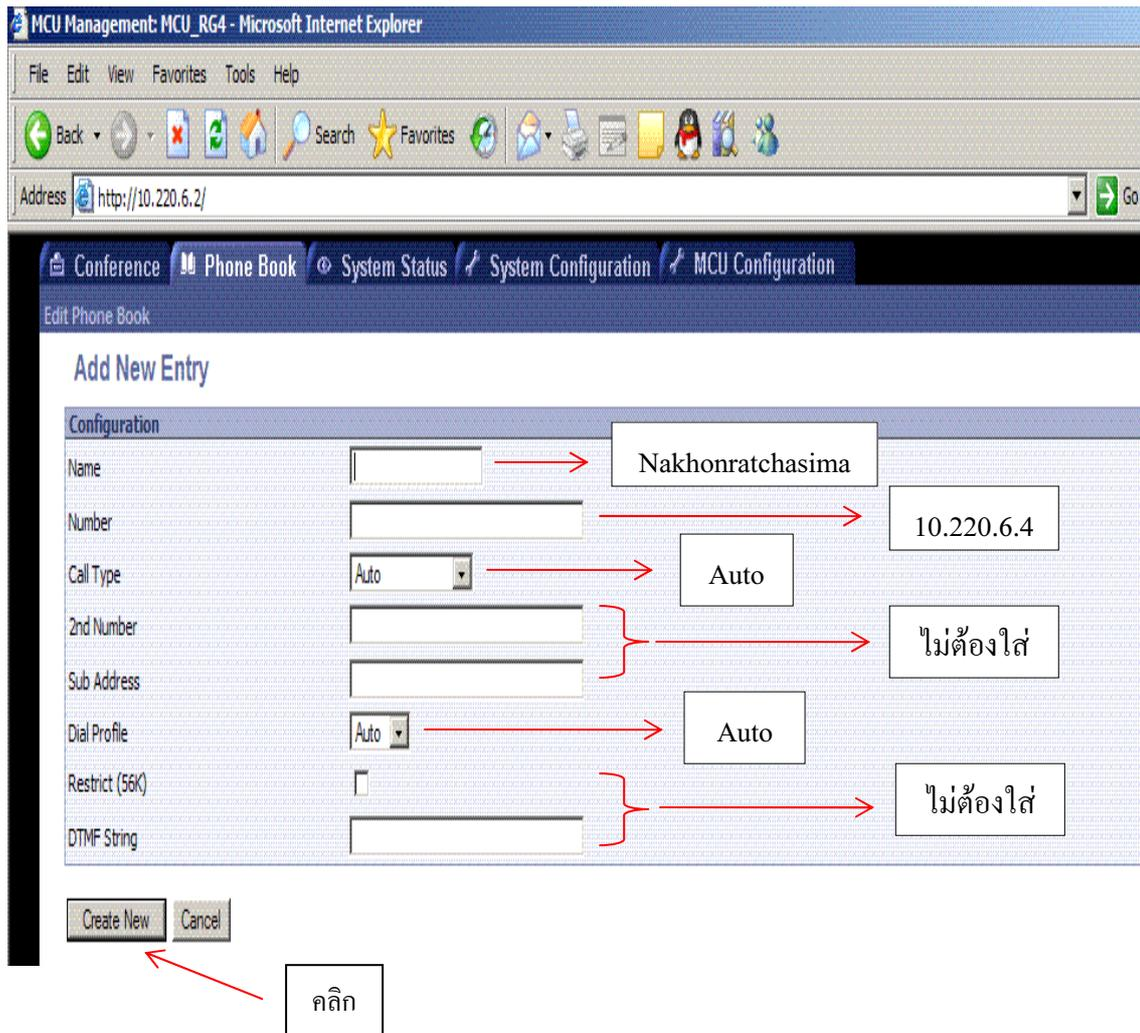 MCU Management: MCU_RG4 - Microsoft Internet Explorer
File Edit View Favorites Tools Help
Back Search Favorites
Address http://10.220.6.2/ Go
Conference Phone Book System Status System Configuration MCU Configuration
Edit Phone Book
Add New Entry
Configuration
Name Nakhonratchasima
Number 10.220.6.4
Call Type Auto Auto
2nd Number
ไม่ต้องใส่
Sub Address
Dial Profile Auto Auto
Restrict (56K)
ไม่ต้องใส่
DTMF String
Create New Cancel
คลิก